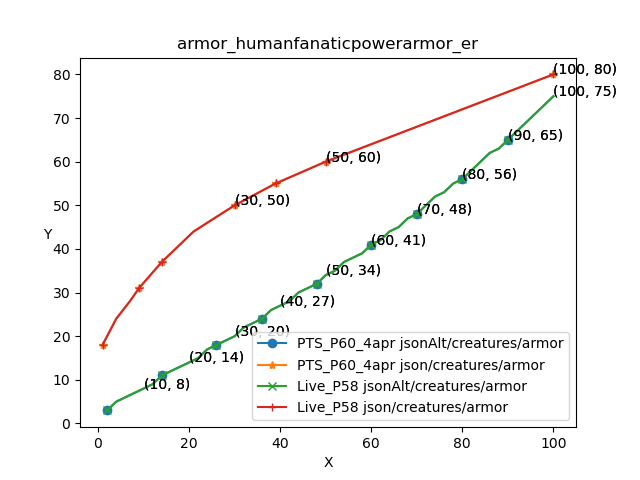 armor_humanfanaticpowerarmor_er
80
70
60
50
40
30
20
10
0
Y
(100, 80)
(100, 75)
(90, 65)
(50, 60)
(80, 56)
(30, 50)
(70, 48)
(60, 41)
(50, 34)
(40, 27)
(30, 20)
(20, 14)
(10, 8)
PTS_P60_4apr jsonAlt/creatures/armor
PTS_P60_4apr json/creatures/armor
Live_P58 jsonAlt/creatures/armor
Live_P58 json/creatures/armor
0 20 40 60 80 100
X